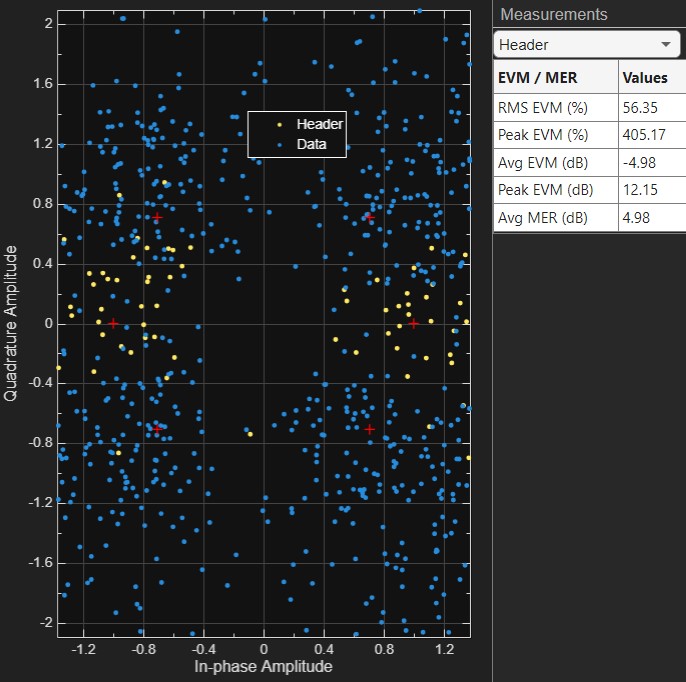 Measurements
Header
EVM / MER Values
RMS EVM (%) 56.35
Peak EVM (%) 405.17
Avg EVM (dB) -4.98
Peak EVM (dB) 12.15
Avg MER (dB) 4.98
Header
Data
Quadrature Amplitude
2
1.6
1.2
0.8
0.4
0
-0.4
-0.8
-1.2
-1.6
-2
-1.2 -0.8 -0.4 0 0.4 0.8 1.2
In-phase Amplitude